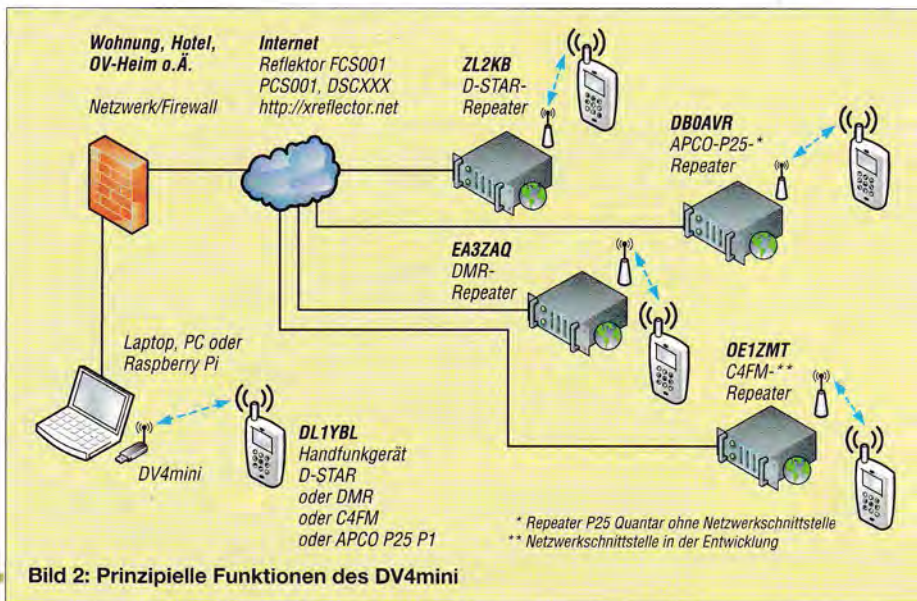 Wohnung, Hotel,
OV-Heim o.Ä.
Netzwerk/Firewall
Internet
Reflektor FCS001
PCS001, DSCXXX
http://xreflector.net
ZL2KB
D-STAR-
Repeater
DB0AVR
APCO-P25-*
Repeater
EA3ZAQ
DMR-
Repeater
OE1ZMT
C4FM-**
Repeater
Laptop, PC oder
Raspberry Pi
DV4mini
DL1YBL
Handfunkgerät
D-STAR
oder DMR
oder C4FM
oder APCO P25 P1
* Repeater P25 Quantar ohne Netzwerkschnittstelle
** Netzwerkschnittstelle in der Entwicklung
Bild 2: Prinzipielle Funktionen des DV4mini